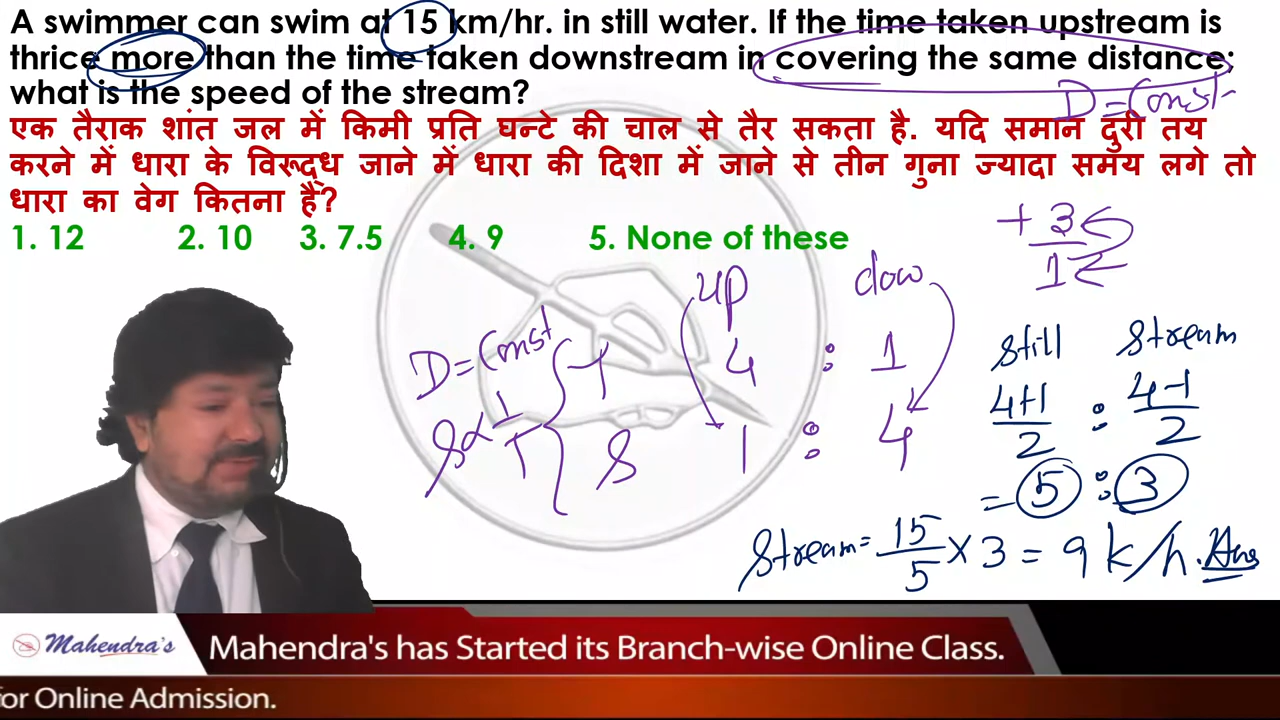 A swimmer can swim at 15 km/hr. in still water. If the time taken upstream is
thrice more than the time taken downstream in covering the same distance;
what is the speed of the stream?
D = Const.
एक तैराक शांत जल में किमी प्रति घन्टे की चाल से तैर सकता है. यदि समान दुरी तय
करने में धारा के विरूद्ध जाने में धारा की दिशा में जाने से तीन गुना ज्यादा समय लगे तो
धारा का वेग कितना है?
1. 12 2. 10 3. 7.5 4. 9 5. None of these
+ 3
1
up down
D = Const
T 4 : 1
S ∝ 1/T
S 1 : 4
Still Stream
4+1/2 : 4-1/2
= 5 : 3
Stream = 15/5 × 3 = 9 k/h. Ans
Mahendra's
Mahendra's has Started its Branch-wise Online Class.
for Online Admission.